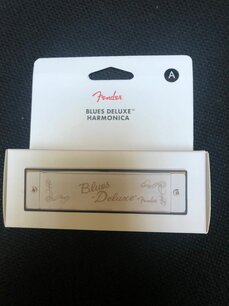 A
Fender
BLUES DELUXE™
HARMONICA
Blues
Deluxe
Fender